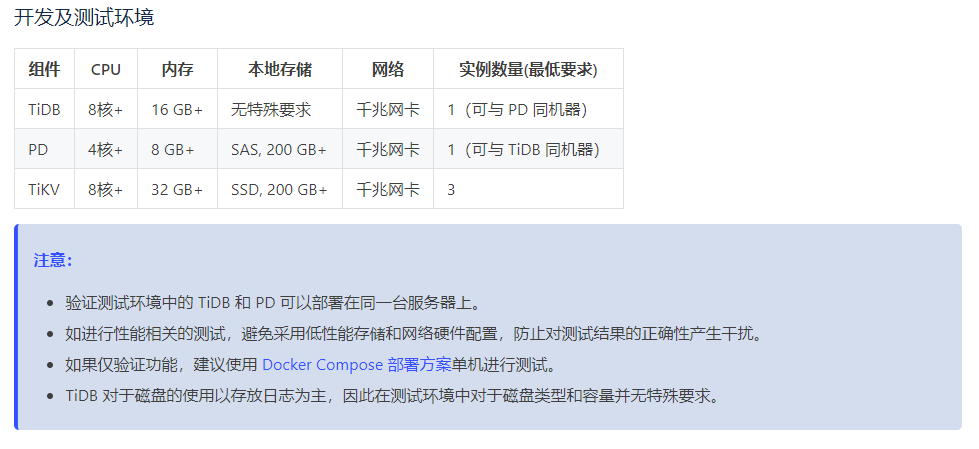 开发及测试环境
组件 CPU 内存 本地存储 网络 实例数量(最低要求)
TiDB 8核+ 16 GB+ 无特殊要求 千兆网卡 1（可与 PD 同机器）
PD 4核+ 8 GB+ SAS, 200 GB+ 千兆网卡 1（可与 TiDB 同机器）
TiKV 8核+ 32 GB+ SSD, 200 GB+ 千兆网卡 3
注意：
• 验证测试环境中的 TiDB 和 PD 可以部署在同一台服务器上。
• 如进行性能相关的测试，避免采用低性能存储和网络硬件配置，防止对测试结果的正确性产生干扰。
• 如果仅验证功能，建议使用 Docker Compose 部署方案单机进行测试。
• TiDB 对于磁盘的使用以存放日志为主，因此在测试环境中对于磁盘类型和容量并无特殊要求。